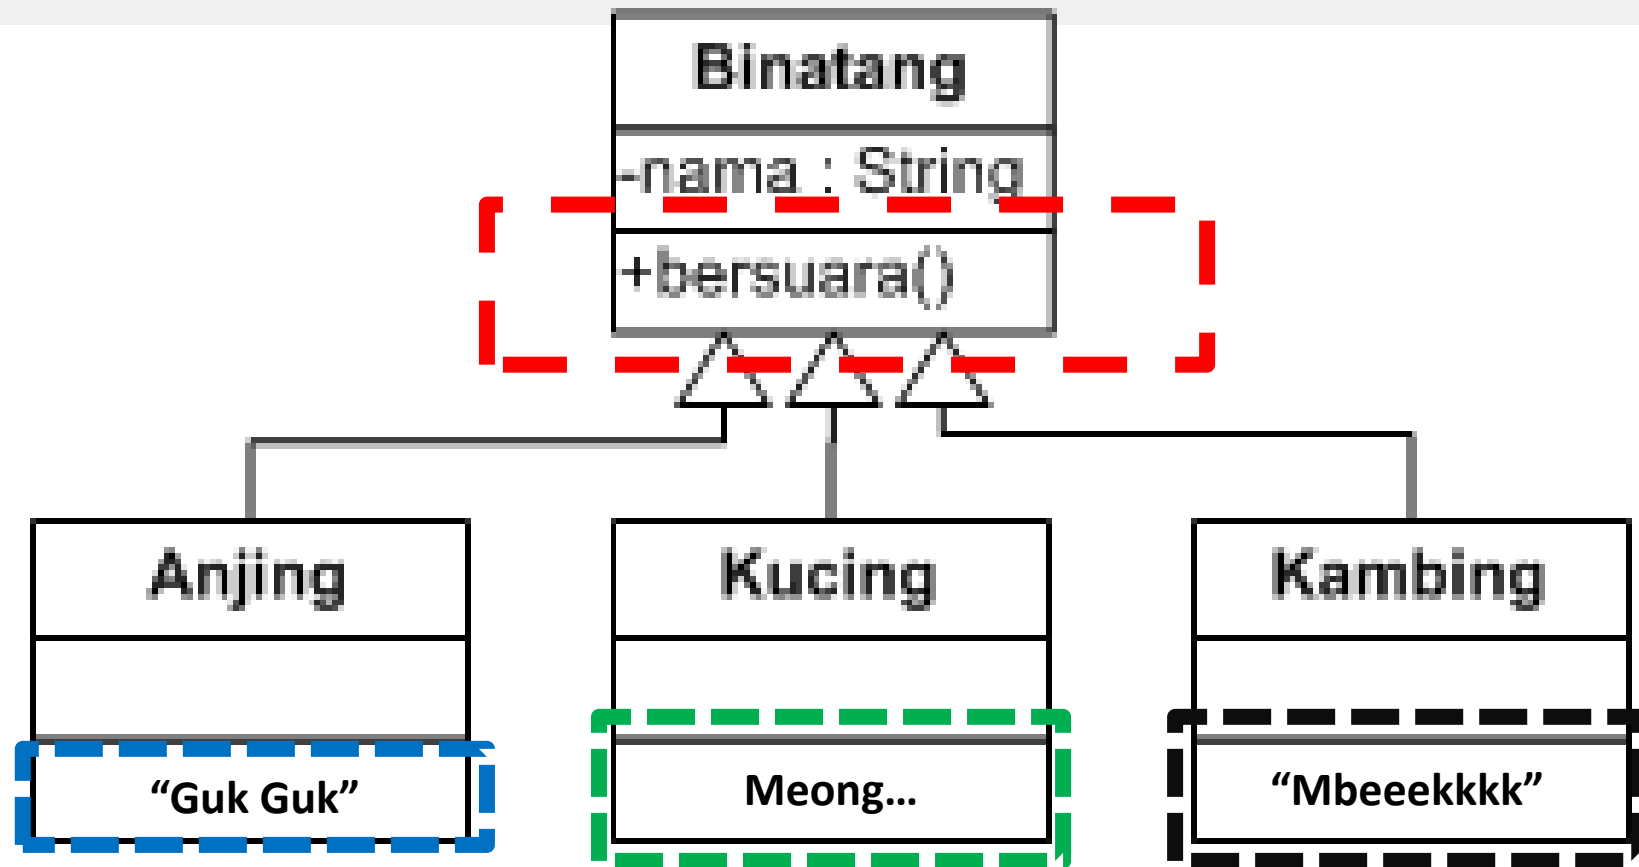 Binatang
-nama : String
+bersuara()
Anjing
Kucing
Kambing
“Guk Guk”
Meong…
“Mbeeekkkk”